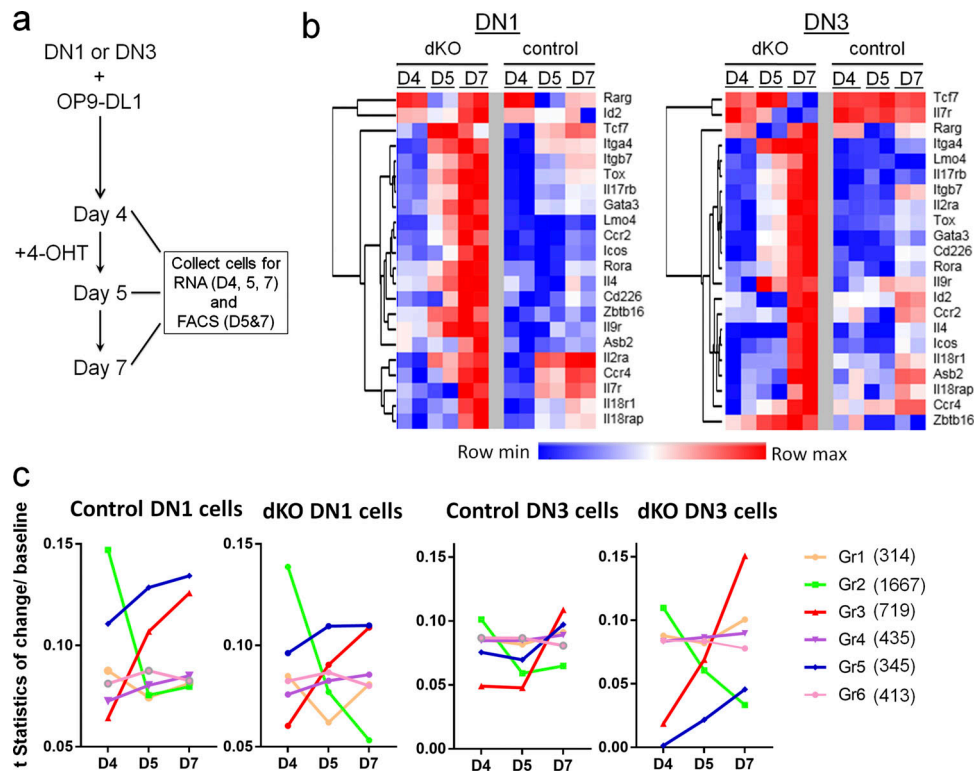 a
DN1 or DN3
+
OP9-DL1
Day 4
+4-OHT
Day 5
Day 7
Collect cells for
RNA (D4, 5, 7)
and
FACS (D5&7)
b
DN1
dKO control
D4 D5 D7 D4 D5 D7
Rarg
Id2
Tcf7
Itga4
Itgb7
Tox
Il17rb
Gata3
Lmo4
Ccr2
Icos
Rora
Il4
Cd226
Zbtb16
Il9r
Asb2
Il2ra
Ccr4
Il7r
Il18r1
Il18rap
DN3
dKO control
D4 D5 D7 D4 D5 D7
Tcf7
Il7r
Rarg
Itga4
Lmo4
Il17rb
Itgb7
Il2ra
Tox
Gata3
Cd226
Rora
Il9r
Id2
Ccr2
Il4
Icos
Il18r1
Asb2
Il18rap
Ccr4
Zbtb16
Row min Row max
c
t Statistics of change/ baseline
Control DN1 cells
0.15
0.10
0.05
D4 D5 D7
dKO DN1 cells
0.15
0.10
0.05
D4 D5 D7
Control DN3 cells
0.15
0.10
0.05
0.00
D4 D5 D7
dKO DN3 cells
0.15
0.10
0.05
0.00
D4 D5 D7
Gr1 (314)
Gr2 (1667)
Gr3 (719)
Gr4 (435)
Gr5 (345)
Gr6 (413)